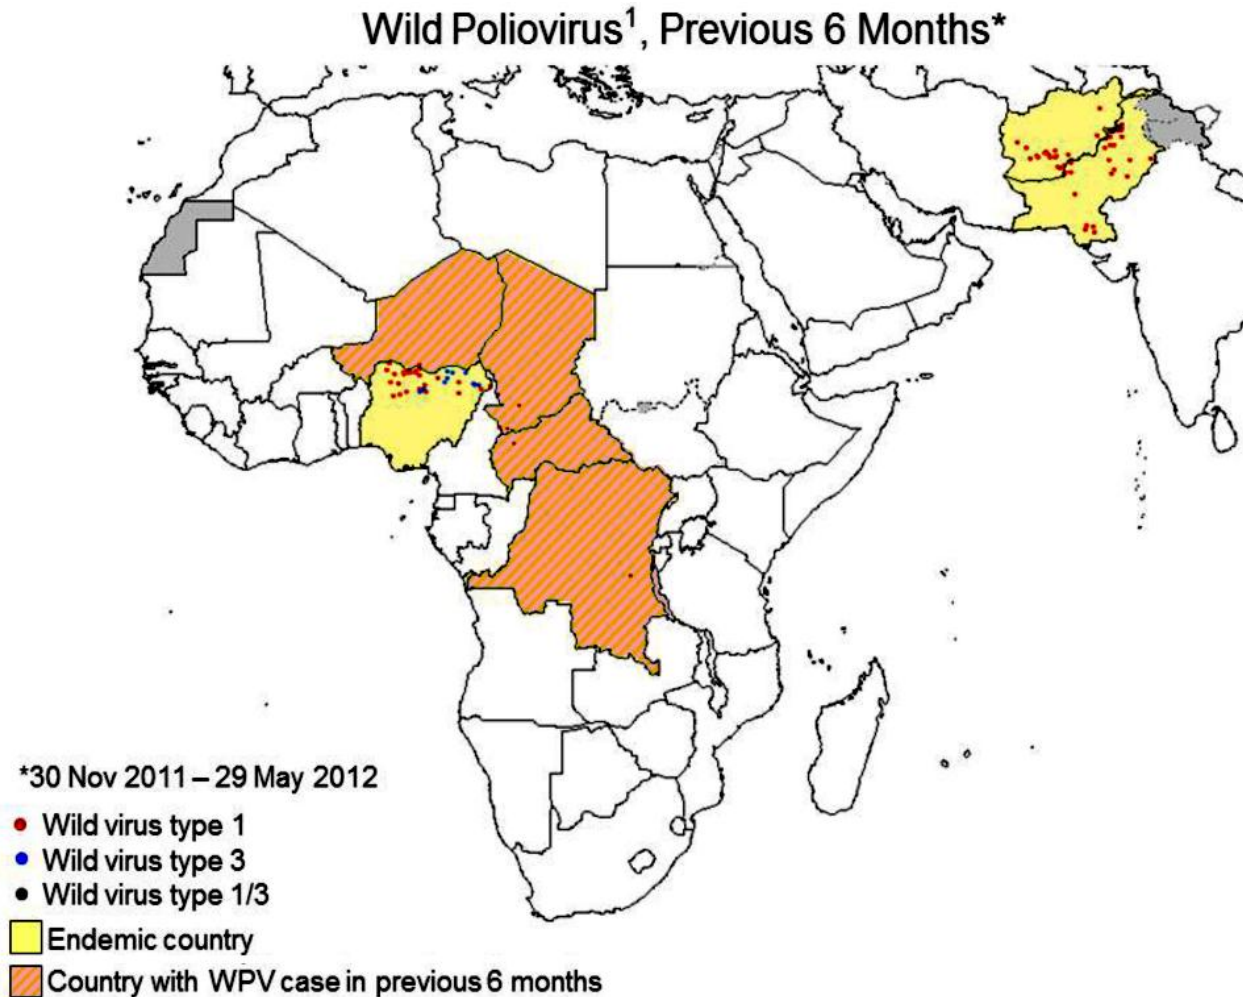 Wild Poliovirus¹, Previous 6 Months*
*30 Nov 2011 – 29 May 2012
Wild virus type 1
Wild virus type 3
Wild virus type 1/3
Endemic country
Country with WPV case in previous 6 months